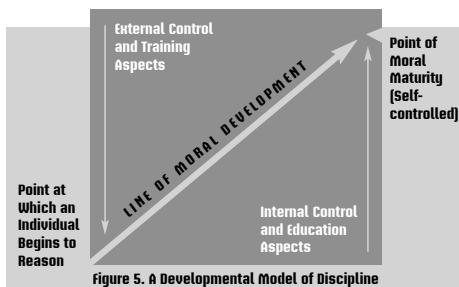 External Control
and Training
Aspects
Point of
Moral
Maturity
(Self-
controlled)
LINE OF MORAL DEVELOPMENT
Point at
Which an
Individual
Begins to
Reason
Internal Control
and Education
Aspects
Figure 5. A Developmental Model of Discipline